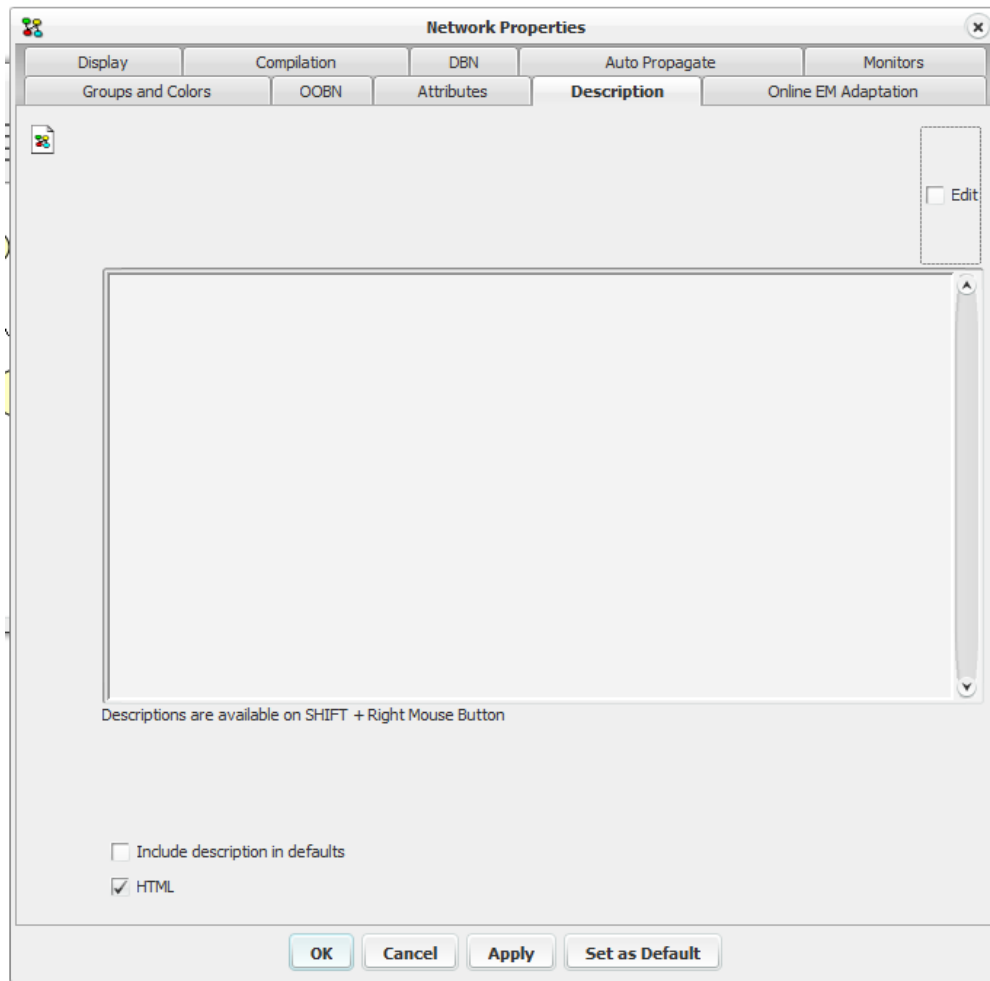 Network Properties
Display Compilation DBN Auto Propagate Monitors
Groups and Colors OOBN Attributes Description Online EM Adaptation
Edit
Descriptions are available on SHIFT + Right Mouse Button
Include description in defaults
HTML
OK Cancel Apply Set as Default